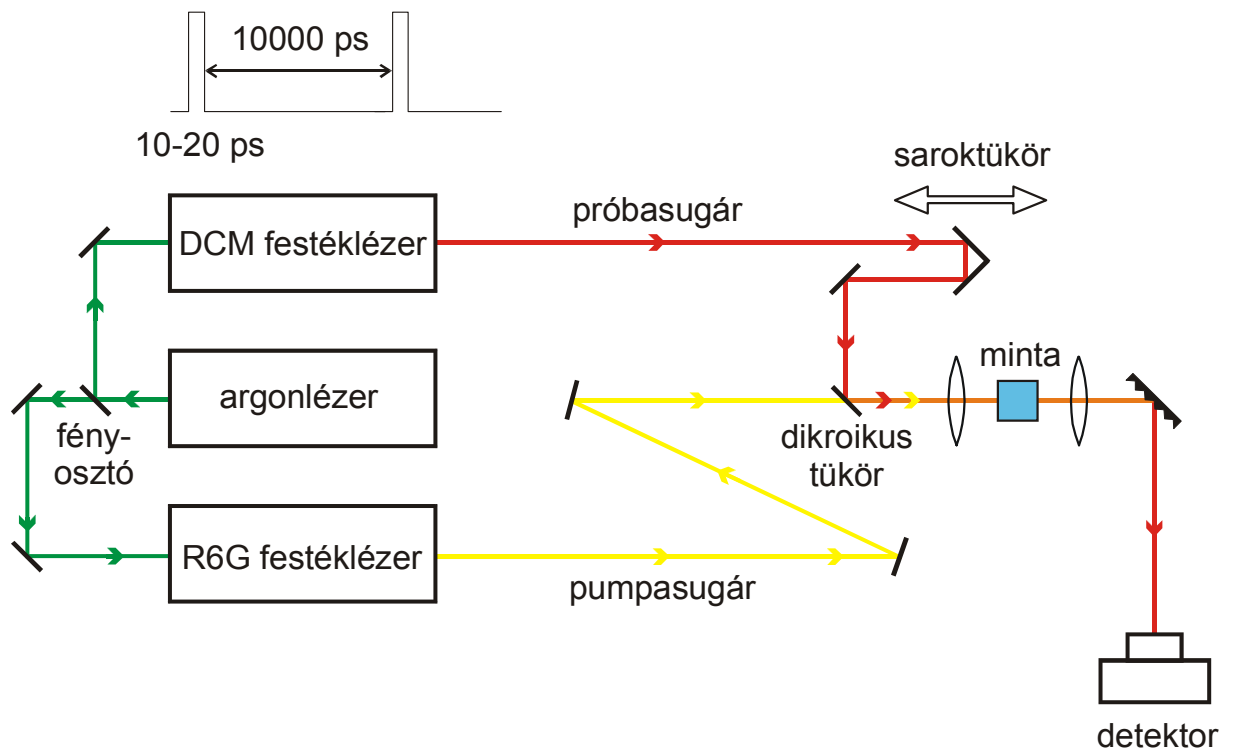 10000 ps
10-20 ps
saroktükör
próbasugár
DCM festéklézer
minta
argonlézer
dikroikus
tükör
fény-
osztó
R6G festéklézer
pumpasugár
detektor